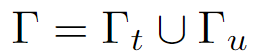 Γ = Γ_t ∪ Γ_u